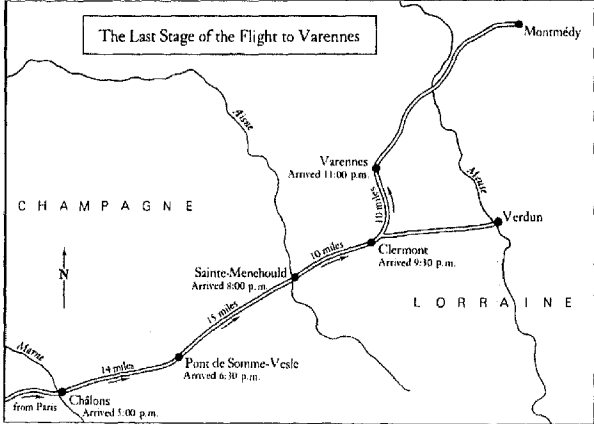 The Last Stage of the Flight to Varennes
Montmédy
Aisne
Varennes
Arrived 11:00 p.m.
Meuse
10 miles
CHAMPAGNE
Verdun
Clermont
Arrived 9:30 p.m.
10 miles
N
Sainte-Menehould
Arrived 8:00 p.m.
LORRAINE
15 miles
Marne
14 miles
Pont de Somme-Vesle
Arrived 6:30 p.m.
from Paris
Châlons
Arrived 5:00 p.m.